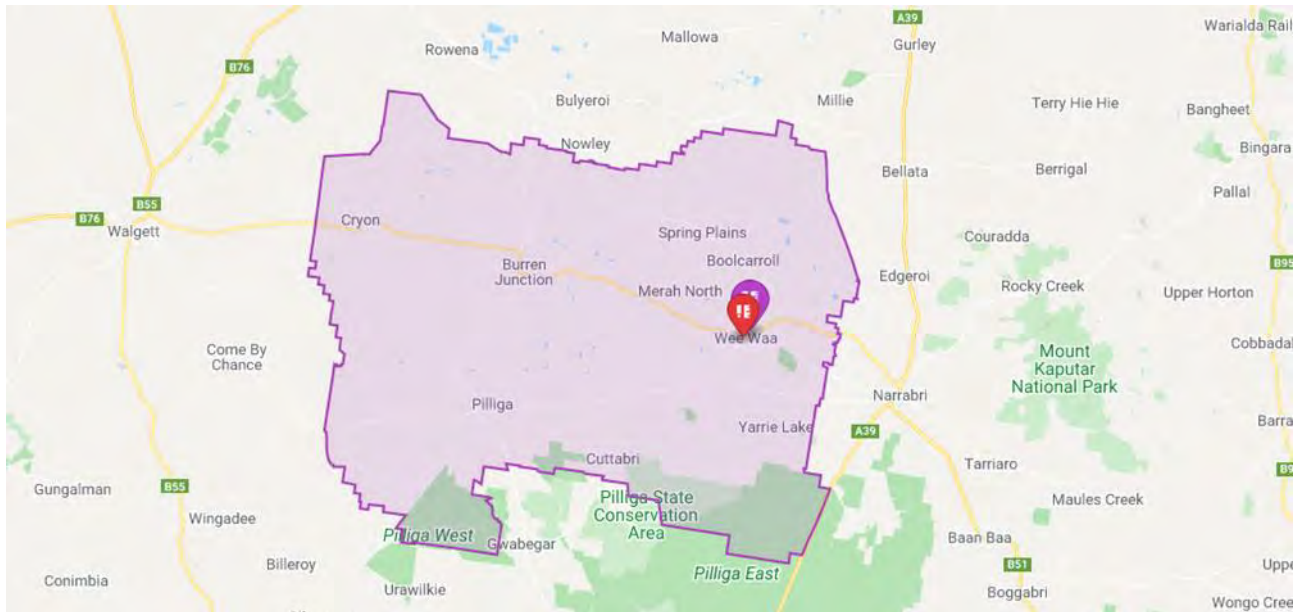 A39
Warialda Rail
Mallowa
Gurley
Rowena
B76
Bulyeroi
Millie
Terry Hie Hie
Bangheet
Nowley
Bingara
Bellata
Berrigal
Pallal
B55
B76
Walgett
Cryon
Spring Plains
Couradda
Boolcarroll
Burren
Junction
Edgeroi
B95
Merah North
Rocky Creek
Upper Horton
Wee Waa
Come By
Chance
Cobbadal
Mount
Kaputar
National Park
Narrabri
Pilliga
Barra
Yarrie Lake
A39
Cuttabri
Tarriaro
B9
Gungalman
B55
Pilliga State
Conservation
Area
Maules Creek
Wingadee
Pilliga West
Gwabegar
Baan Baa
Billeroy
Pilliga East
B51
Uppe
Conimbia
Urawilkie
Boggabri
Wongo Cree